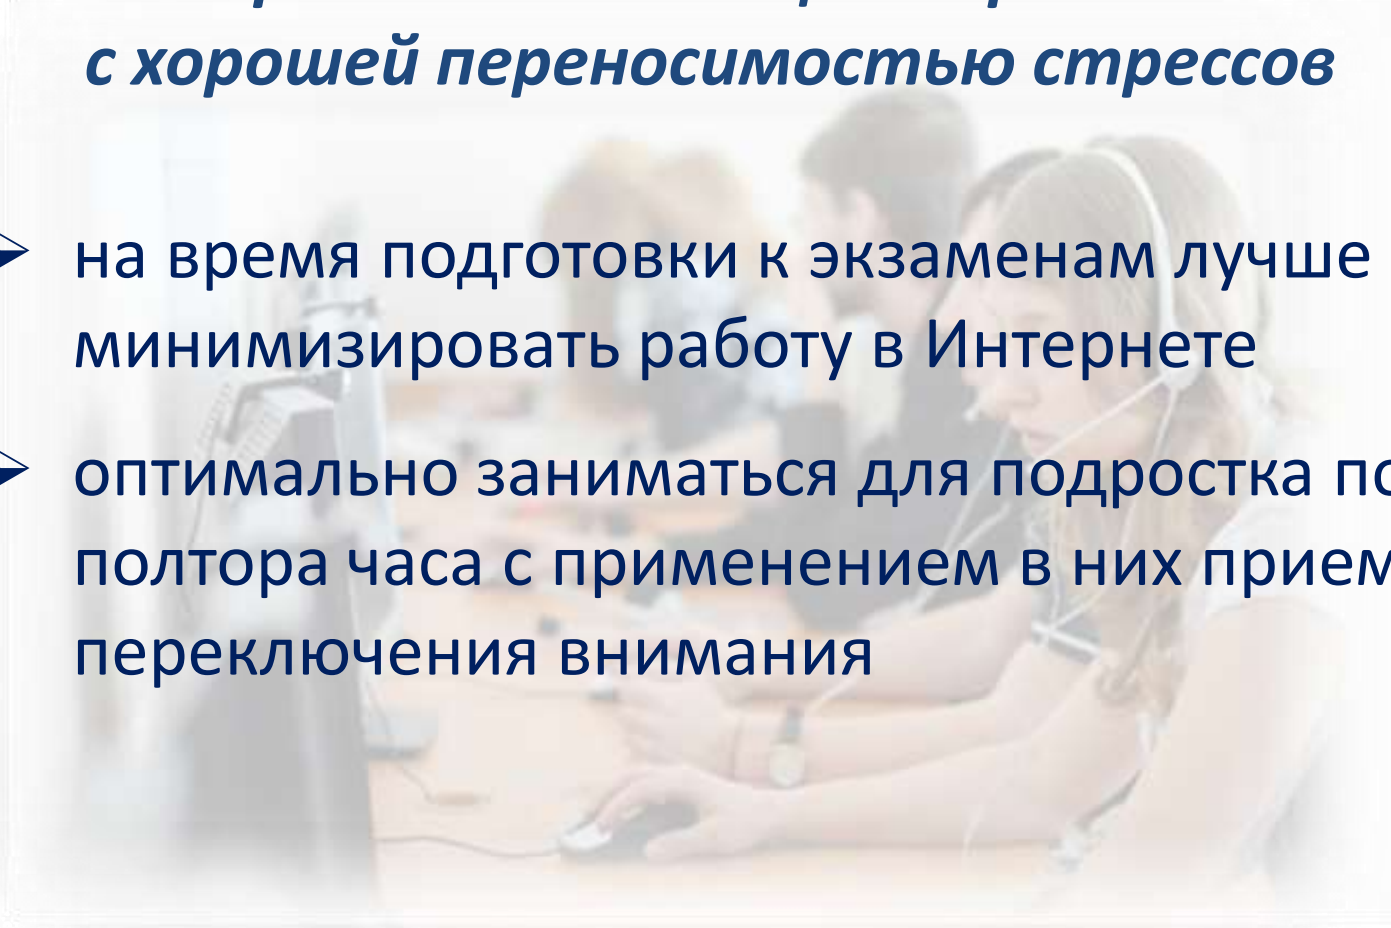 с хорошей переносимостью стрессов
на время подготовки к экзаменам лучше
минимизировать работу в Интернете
оптимально заниматься для подростка по
полтора часа с применением в них прием
переключения внимания